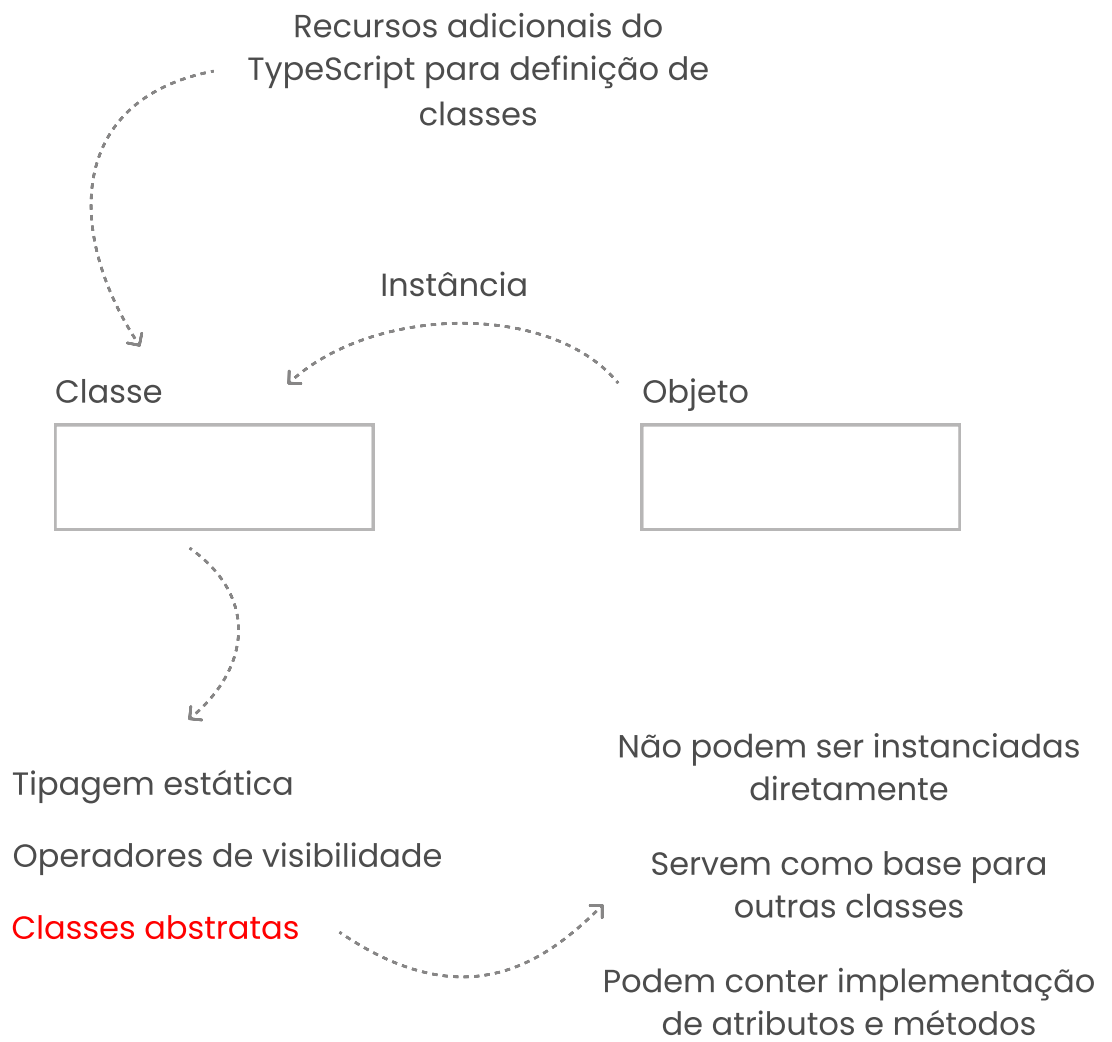 Recursos adicionais do
TypeScript para definição de
classes
Instância
Classe
Objeto
Tipagem estática
Operadores de visibilidade
Classes abstratas
Não podem ser instanciadas
diretamente
Servem como base para
outras classes
Podem conter implementação
de atributos e métodos